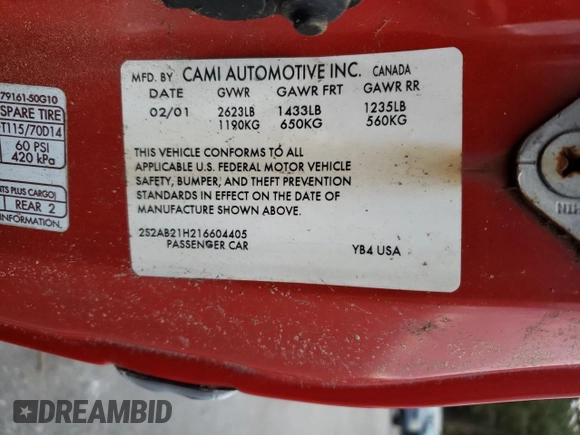 MFD. BY CAMI AUTOMOTIVE INC. CANADA
DATE GVWR GAWR FRT GAWR RR
02/01 2623LB 1433LB 1235LB
1190KG 650KG 560KG
THIS VEHICLE CONFORMS TO ALL
APPLICABLE U.S. FEDERAL MOTOR VEHICLE
SAFETY, BUMPER, AND THEFT PREVENTION
STANDARDS IN EFFECT ON THE DATE OF
MANUFACTURE SHOWN ABOVE.
2S2AB21H216604405
PASSENGER CAR YB4 USA
79161-50G10
SPARE TIRE
T115/70D14
60 PSI
420 kPa
NTS PLUS CARGO)
REAR 2
INFORMATION.
DREAMBID